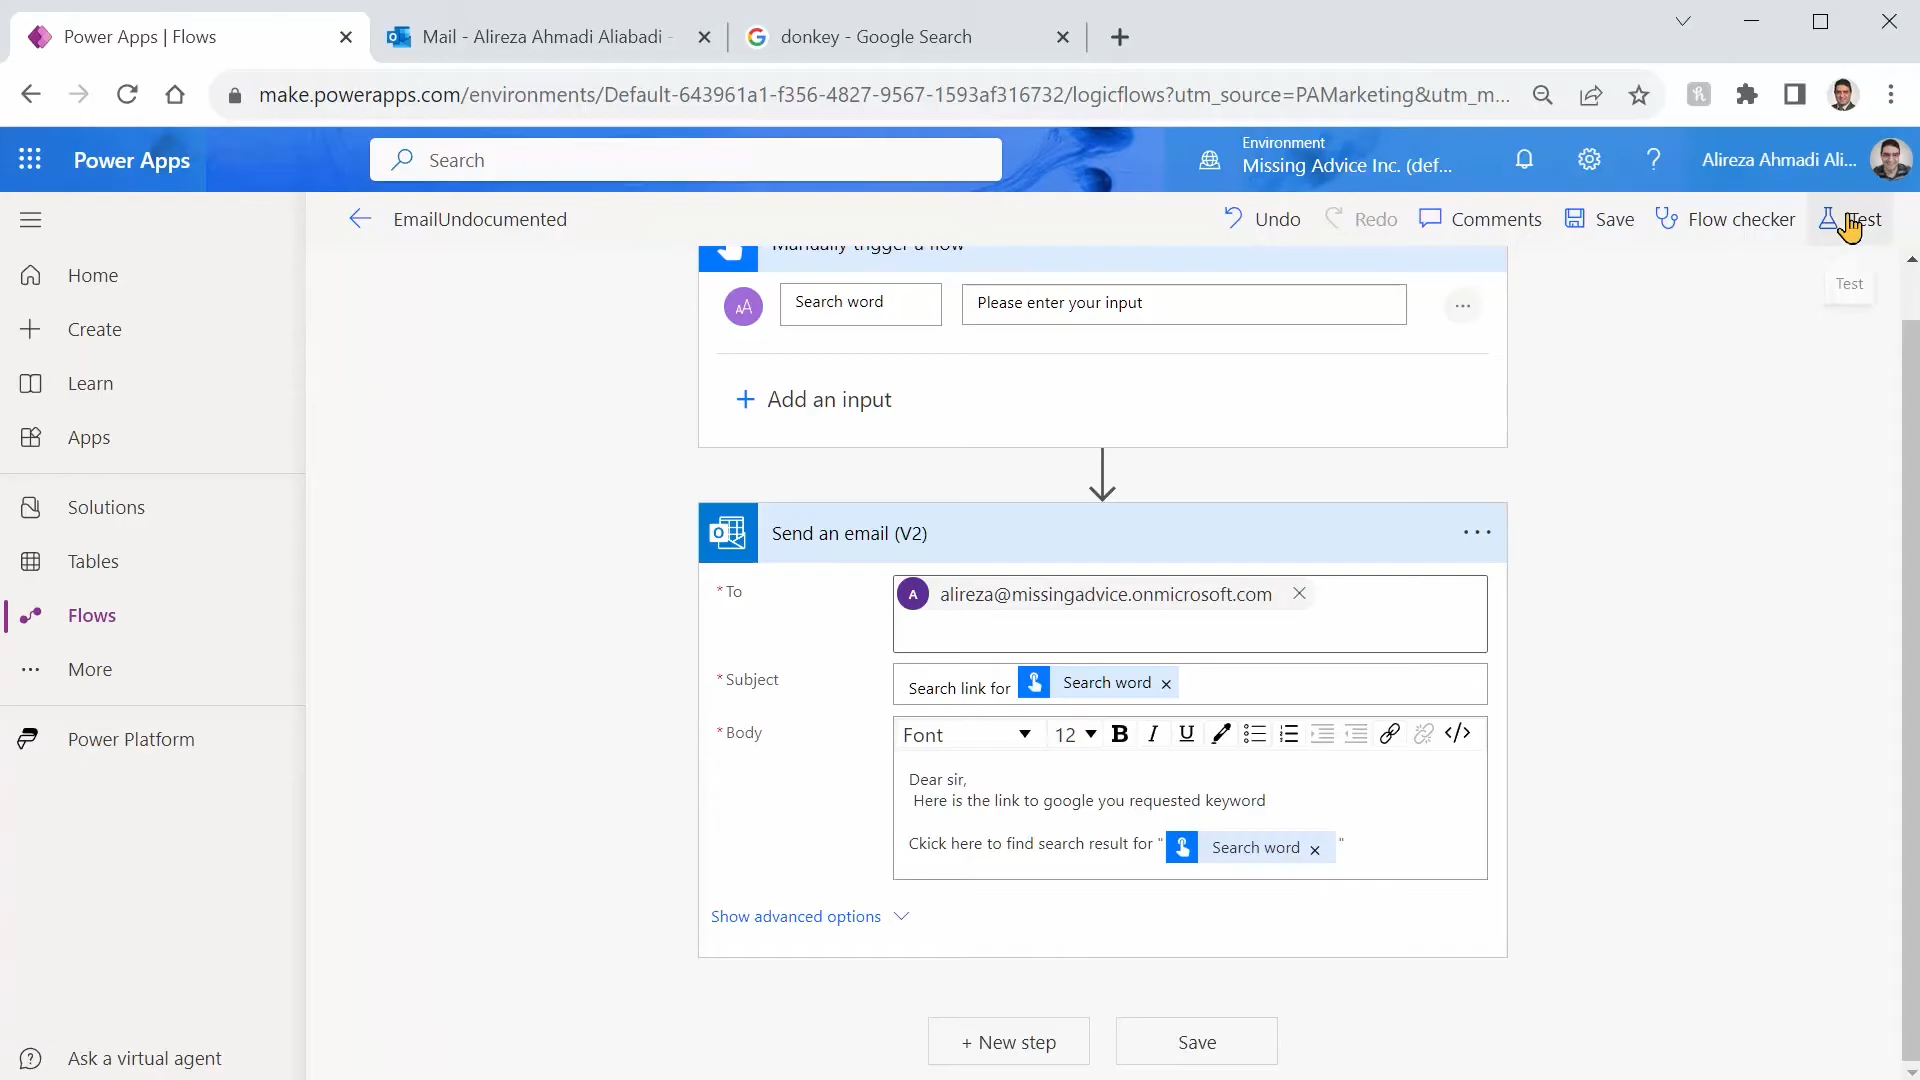 Power Apps | Flows
Mail - Alireza Ahmadi Aliabadi -
donkey - Google Search
make.powerapps.com/environments/Default-643961a1-f356-4827-9567-1593af316732/logicflows?utm_source=PAMarketing&utm_m...
Power Apps
Search
Environment
Missing Advice Inc. (def...
Alireza Ahmadi Ali...
EmailUndocumented
Undo
Redo
Comments
Save
Flow checker
Test
Test
Home
Create
Learn
Apps
Solutions
Tables
Flows
More
Power Platform
Ask a virtual agent
Manually trigger a flow
AA
Search word
Please enter your input
Add an input
Send an email (V2)
* To
A
alireza@missingadvice.onmicrosoft.com
* Subject
Search link for Search word
* Body
Font
12
B I U
Dear sir,
Here is the link to google you requested keyword
Ckick here to find search result for " Search word "
Show advanced options
+ New step
Save